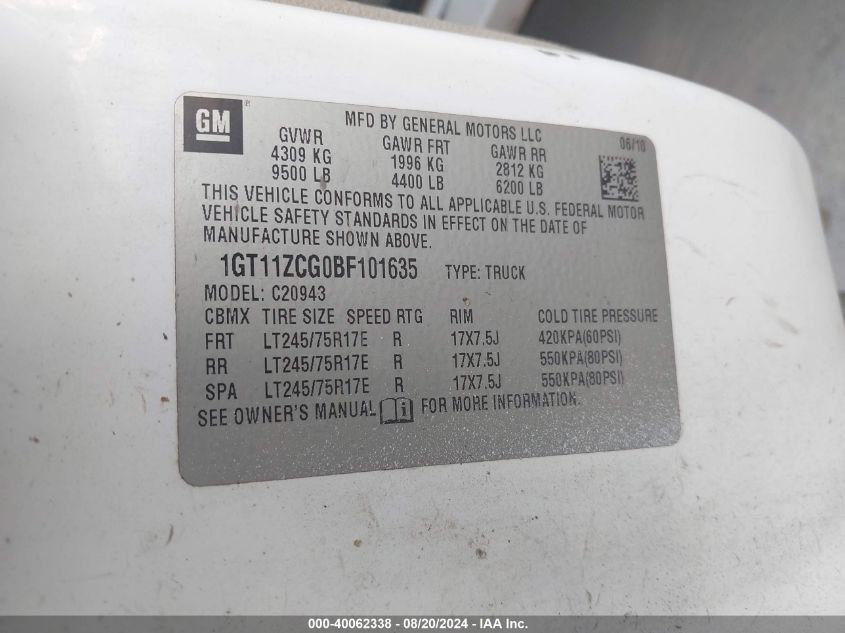 GM
MFD BY GENERAL MOTORS LLC
06/10
GVWR GAWR FRT GAWR RR
4309 KG 1996 KG 2812 KG
9500 LB 4400 LB 6200 LB
THIS VEHICLE CONFORMS TO ALL APPLICABLE U.S. FEDERAL MOTOR
VEHICLE SAFETY STANDARDS IN EFFECT ON THE DATE OF
MANUFACTURE SHOWN ABOVE.
1GT11ZCG0BF101635 TYPE: TRUCK
MODEL: C20943
CBMX TIRE SIZE SPEED RTG RIM COLD TIRE PRESSURE
FRT LT245/75R17E R 17X7.5J 420KPA(60PSI)
RR LT245/75R17E R 17X7.5J 550KPA(80PSI)
SPA LT245/75R17E R 17X7.5J 550KPA(80PSI)
SEE OWNER'S MANUAL FOR MORE INFORMATION.
000-40062338 - 08/20/2024 - IAA Inc.